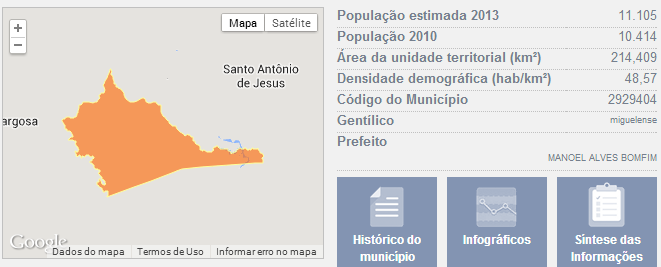 Mapa Satélite
+
−
Santo Antônio
de Jesus
argosa
Google
Dados do mapa Termos de Uso Informar erro no mapa
População estimada 2013 11.105
População 2010 10.414
Área da unidade territorial (km²) 214,409
Densidade demográfica (hab/km²) 48,57
Código do Município 2929404
Gentílico miguelense
Prefeito
MANOEL ALVES BOMFIM
Histórico do
município
Infográficos
Síntese das
Informações